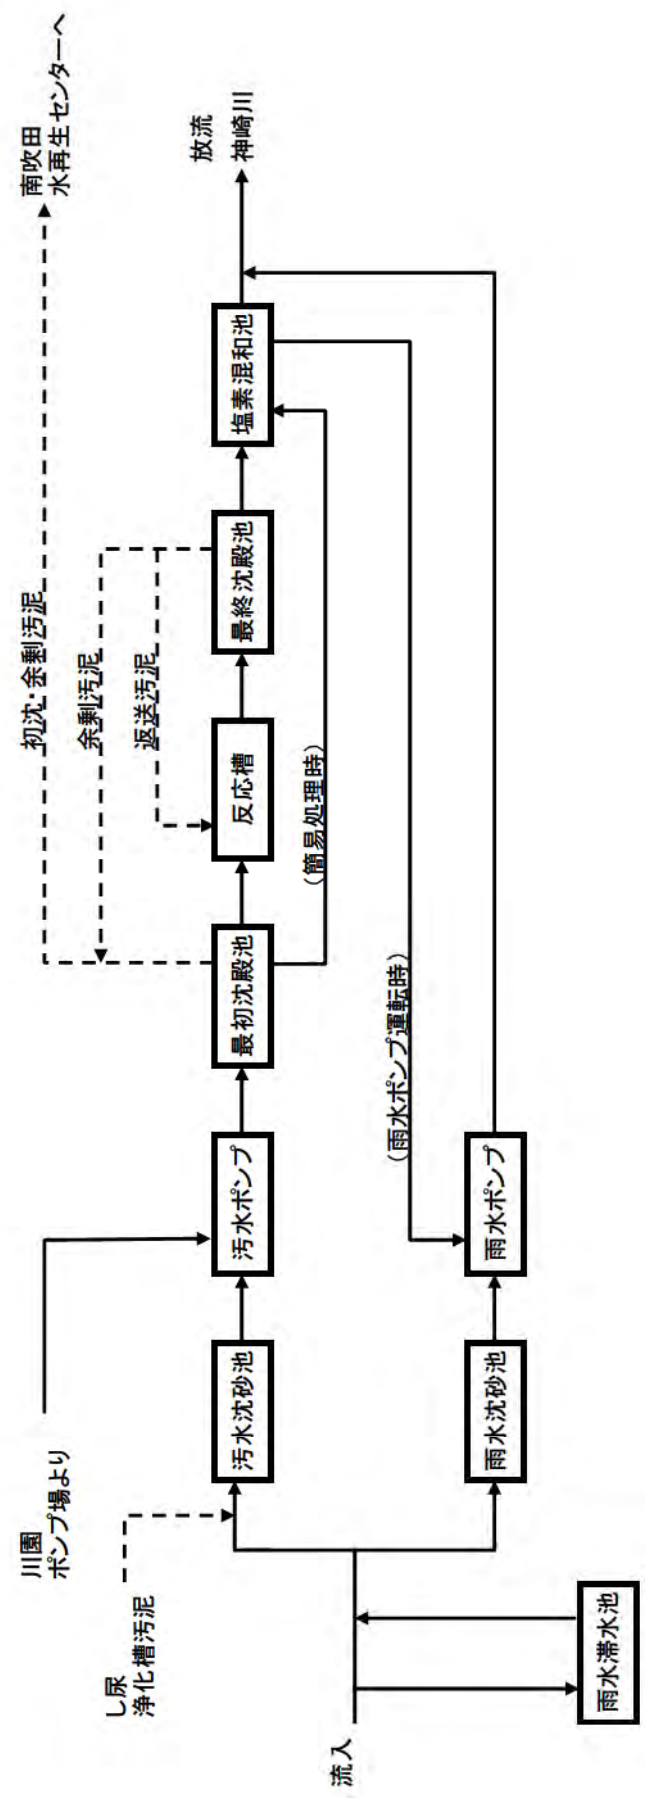 川園
ポンプ場より
し尿
浄化槽汚泥
流入
雨水滞水池
汚水沈砂池
汚水ポンプ
最初沈殿池
反応槽
最終沈殿池
塩素混和池
初沈・余剰汚泥
余剰汚泥
返送汚泥
（簡易処理時）
（雨水ポンプ運転時）
雨水沈砂池
雨水ポンプ
南吹田
水再生センターへ
放流
神崎川